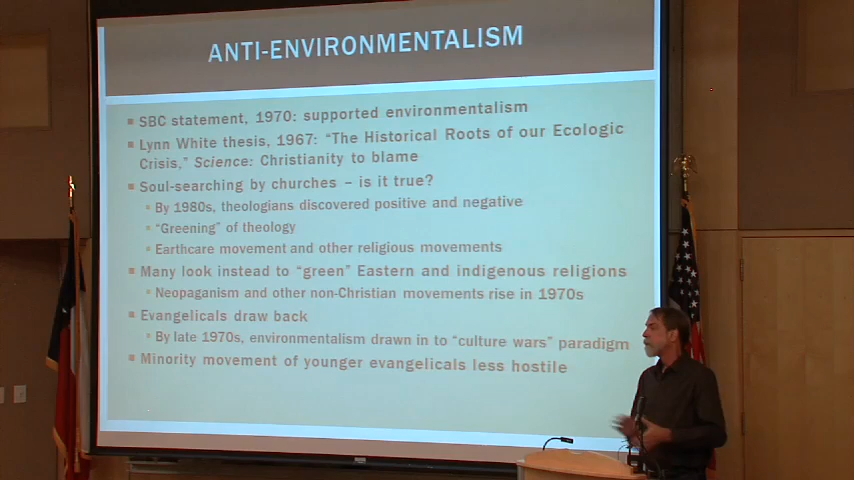 ANTI-ENVIRONMENTALISM
SBC statement, 1970: supported environmentalism
Lynn White thesis, 1967: “The Historical Roots of our Ecologic
Crisis,” Science: Christianity to blame
Soul-searching by churches – is it true?
By 1980s, theologians discovered positive and negative
“Greening” of theology
Earthcare movement and other religious movements
Many look instead to “green” Eastern and indigenous religions
Neopaganism and other non-Christian movements rise in 1970s
Evangelicals draw back
By late 1970s, environmentalism drawn in to “culture wars” paradigm
Minority movement of younger evangelicals less hostile